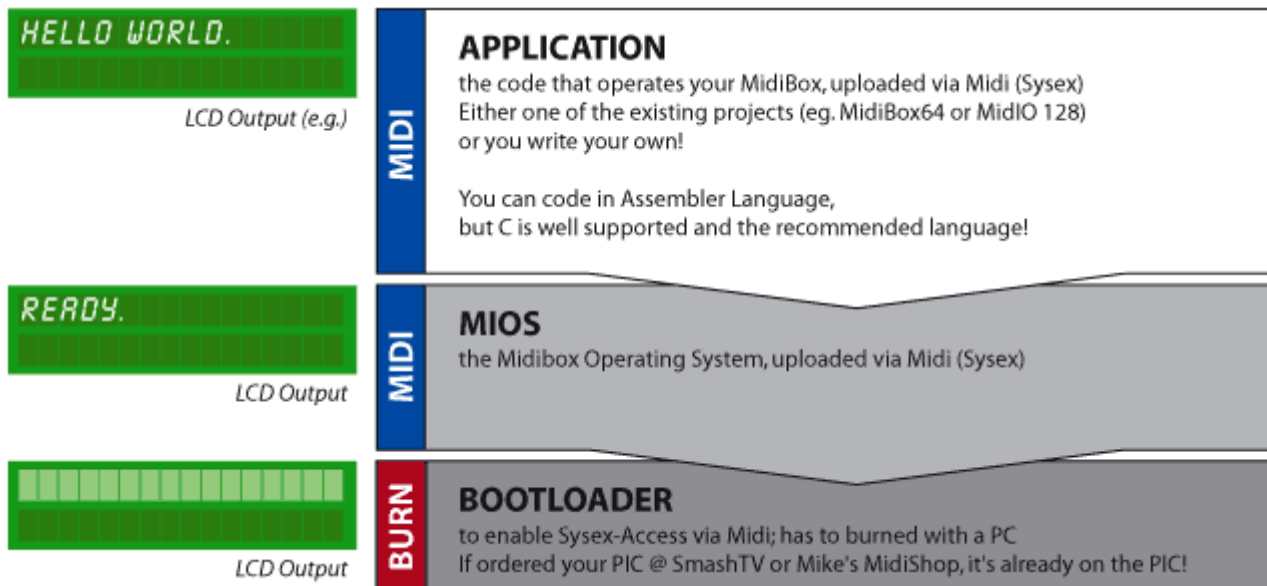 HELLO WORLD.
LCD Output (e.g.)
MIDI
APPLICATION
the code that operates your MidiBox, uploaded via Midi (Sysex)
Either one of the existing projects (eg. MidiBox64 or MidIO 128)
or you write your own!
You can code in Assembler Language,
but C is well supported and the recommended language!
READY.
LCD Output
MIDI
MIOS
the Midibox Operating System, uploaded via Midi (Sysex)
LCD Output
BURN
BOOTLOADER
to enable Sysex-Access via Midi; has to burned with a PC
If ordered your PIC @ SmashTV or Mike's MidiShop, it's already on the PIC!